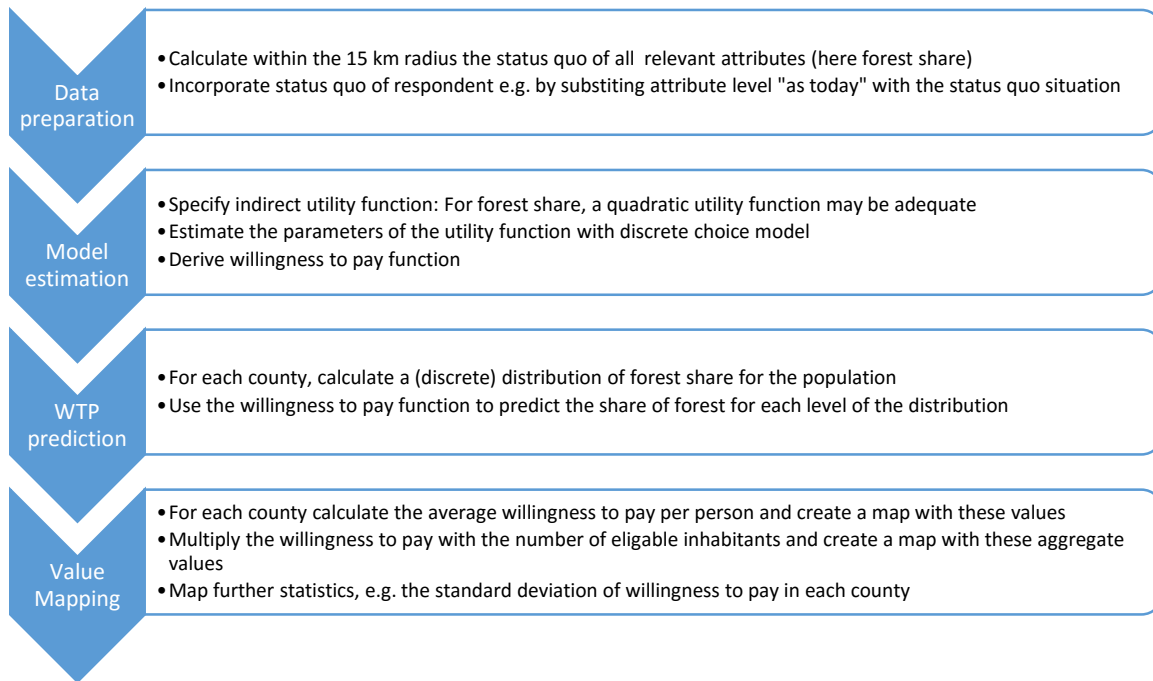 Data
preparation
•Calculate within the 15 km radius the status quo of all relevant attributes (here forest share)
•Incorporate status quo of respondent e.g. by substiting attribute level "as today" with the status quo situation
Model
estimation
•Specify indirect utility function: For forest share, a quadratic utility function may be adequate
•Estimate the parameters of the utility function with discrete choice model
•Derive willingness to pay function
WTP
prediction
•For each county, calculate a (discrete) distribution of forest share for the population
•Use the willingness to pay function to predict the share of forest for each level of the distribution
Value
Mapping
•For each county calculate the average willingness to pay per person and create a map with these values
•Multiply the willingness to pay with the number of eligable inhabitants and create a map with these aggregate
values
•Map further statistics, e.g. the standard deviation of willingness to pay in each county